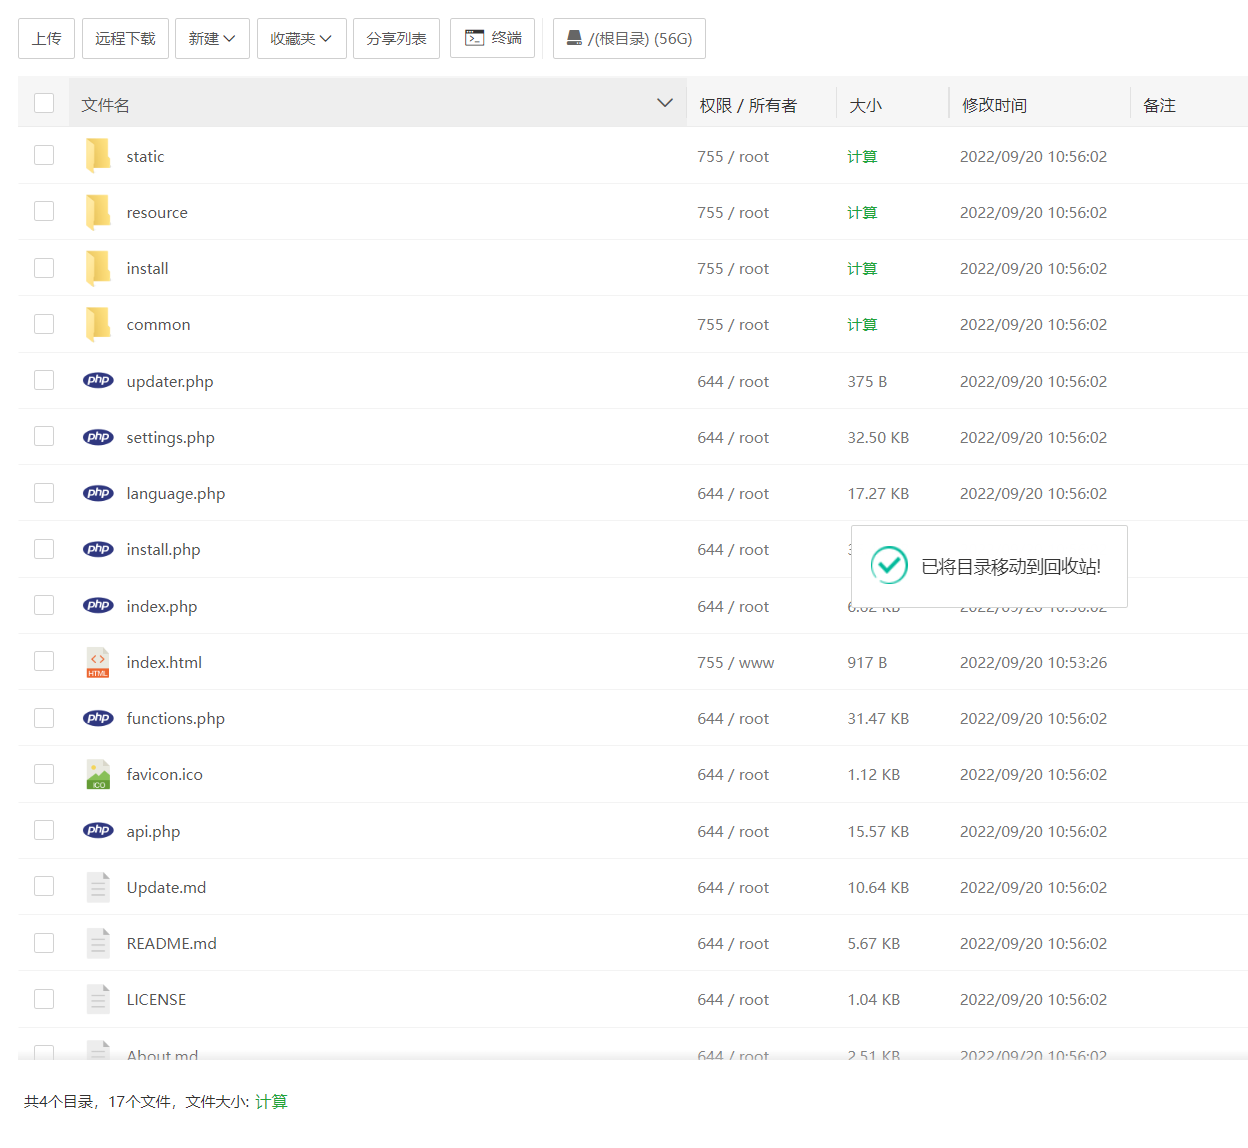 上传 远程下载 新建 收藏夹 分享列表 终端 /(根目录) (56G)
文件名 权限 / 所有者 大小 修改时间 备注
static 755 / root 计算 2022/09/20 10:56:02
resource 755 / root 计算 2022/09/20 10:56:02
install 755 / root 计算 2022/09/20 10:56:02
common 755 / root 计算 2022/09/20 10:56:02
php updater.php 644 / root 375 B 2022/09/20 10:56:02
php settings.php 644 / root 32.50 KB 2022/09/20 10:56:02
php language.php 644 / root 17.27 KB 2022/09/20 10:56:02
php install.php 644 / root
已将目录移动到回收站!
php index.php 644 / root 6.62 KB 2022/09/20 10:56:02
HTML index.html 755 / www 917 B 2022/09/20 10:53:26
php functions.php 644 / root 31.47 KB 2022/09/20 10:56:02
ICO favicon.ico 644 / root 1.12 KB 2022/09/20 10:56:02
php api.php 644 / root 15.57 KB 2022/09/20 10:56:02
Update.md 644 / root 10.64 KB 2022/09/20 10:56:02
README.md 644 / root 5.67 KB 2022/09/20 10:56:02
LICENSE 644 / root 1.04 KB 2022/09/20 10:56:02
About.md 644 / root 2.51 KB 2022/09/20 10:56:02
共4个目录，17个文件，文件大小: 计算